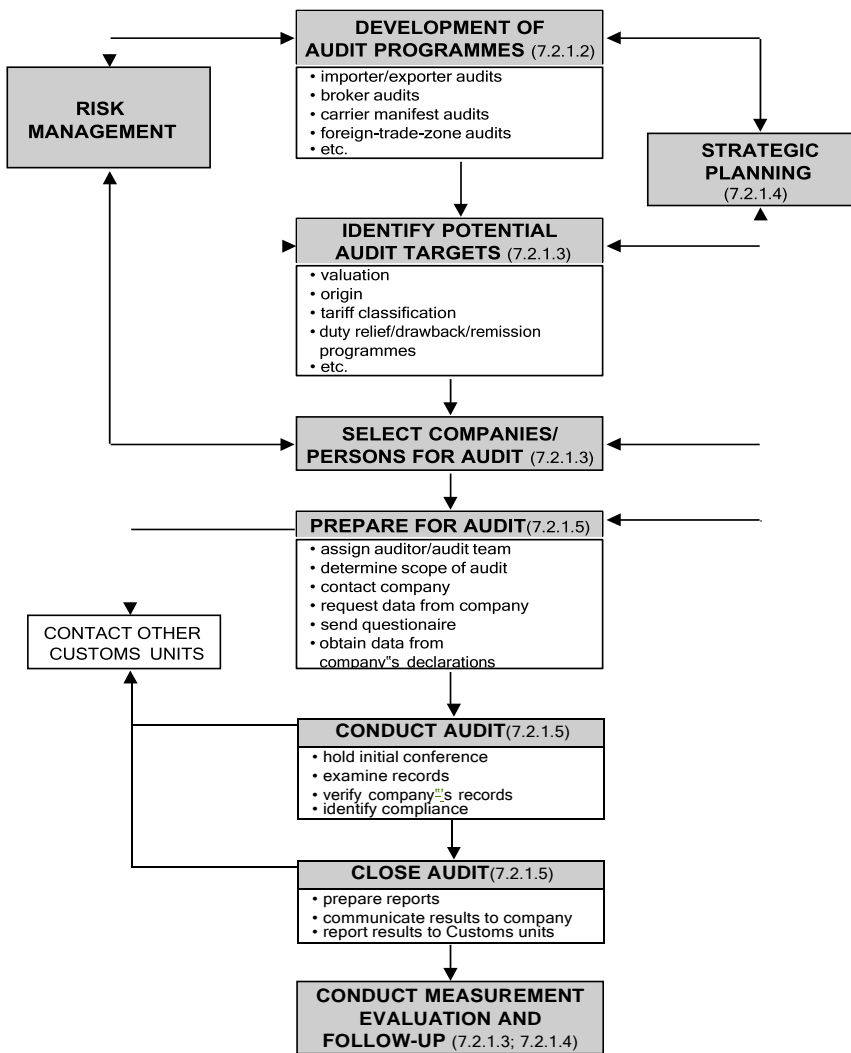 DEVELOPMENT OF
AUDIT PROGRAMMES (7.2.1.2)
• importer/exporter audits
• broker audits
• carrier manifest audits
• foreign-trade-zone audits
• etc.
RISK
MANAGEMENT
STRATEGIC
PLANNING
(7.2.1.4)
IDENTIFY POTENTIAL
AUDIT TARGETS (7.2.1.3)
• valuation
• origin
• tariff classification
• duty relief/drawback/remission
programmes
• etc.
SELECT COMPANIES/
PERSONS FOR AUDIT (7.2.1.3)
PREPARE FOR AUDIT(7.2.1.5)
• assign auditor/audit team
• determine scope of audit
• contact company
• request data from company
• send questionaire
• obtain data from
company‟s declarations
CONTACT OTHER
CUSTOMS UNITS
CONDUCT AUDIT(7.2.1.5)
• hold initial conference
• examine records
• verify company‟'s records
• identify compliance
CLOSE AUDIT(7.2.1.5)
• prepare reports
• communicate results to company
• report results to Customs units
CONDUCT MEASUREMENT
EVALUATION AND
FOLLOW-UP (7.2.1.3; 7.2.1.4)